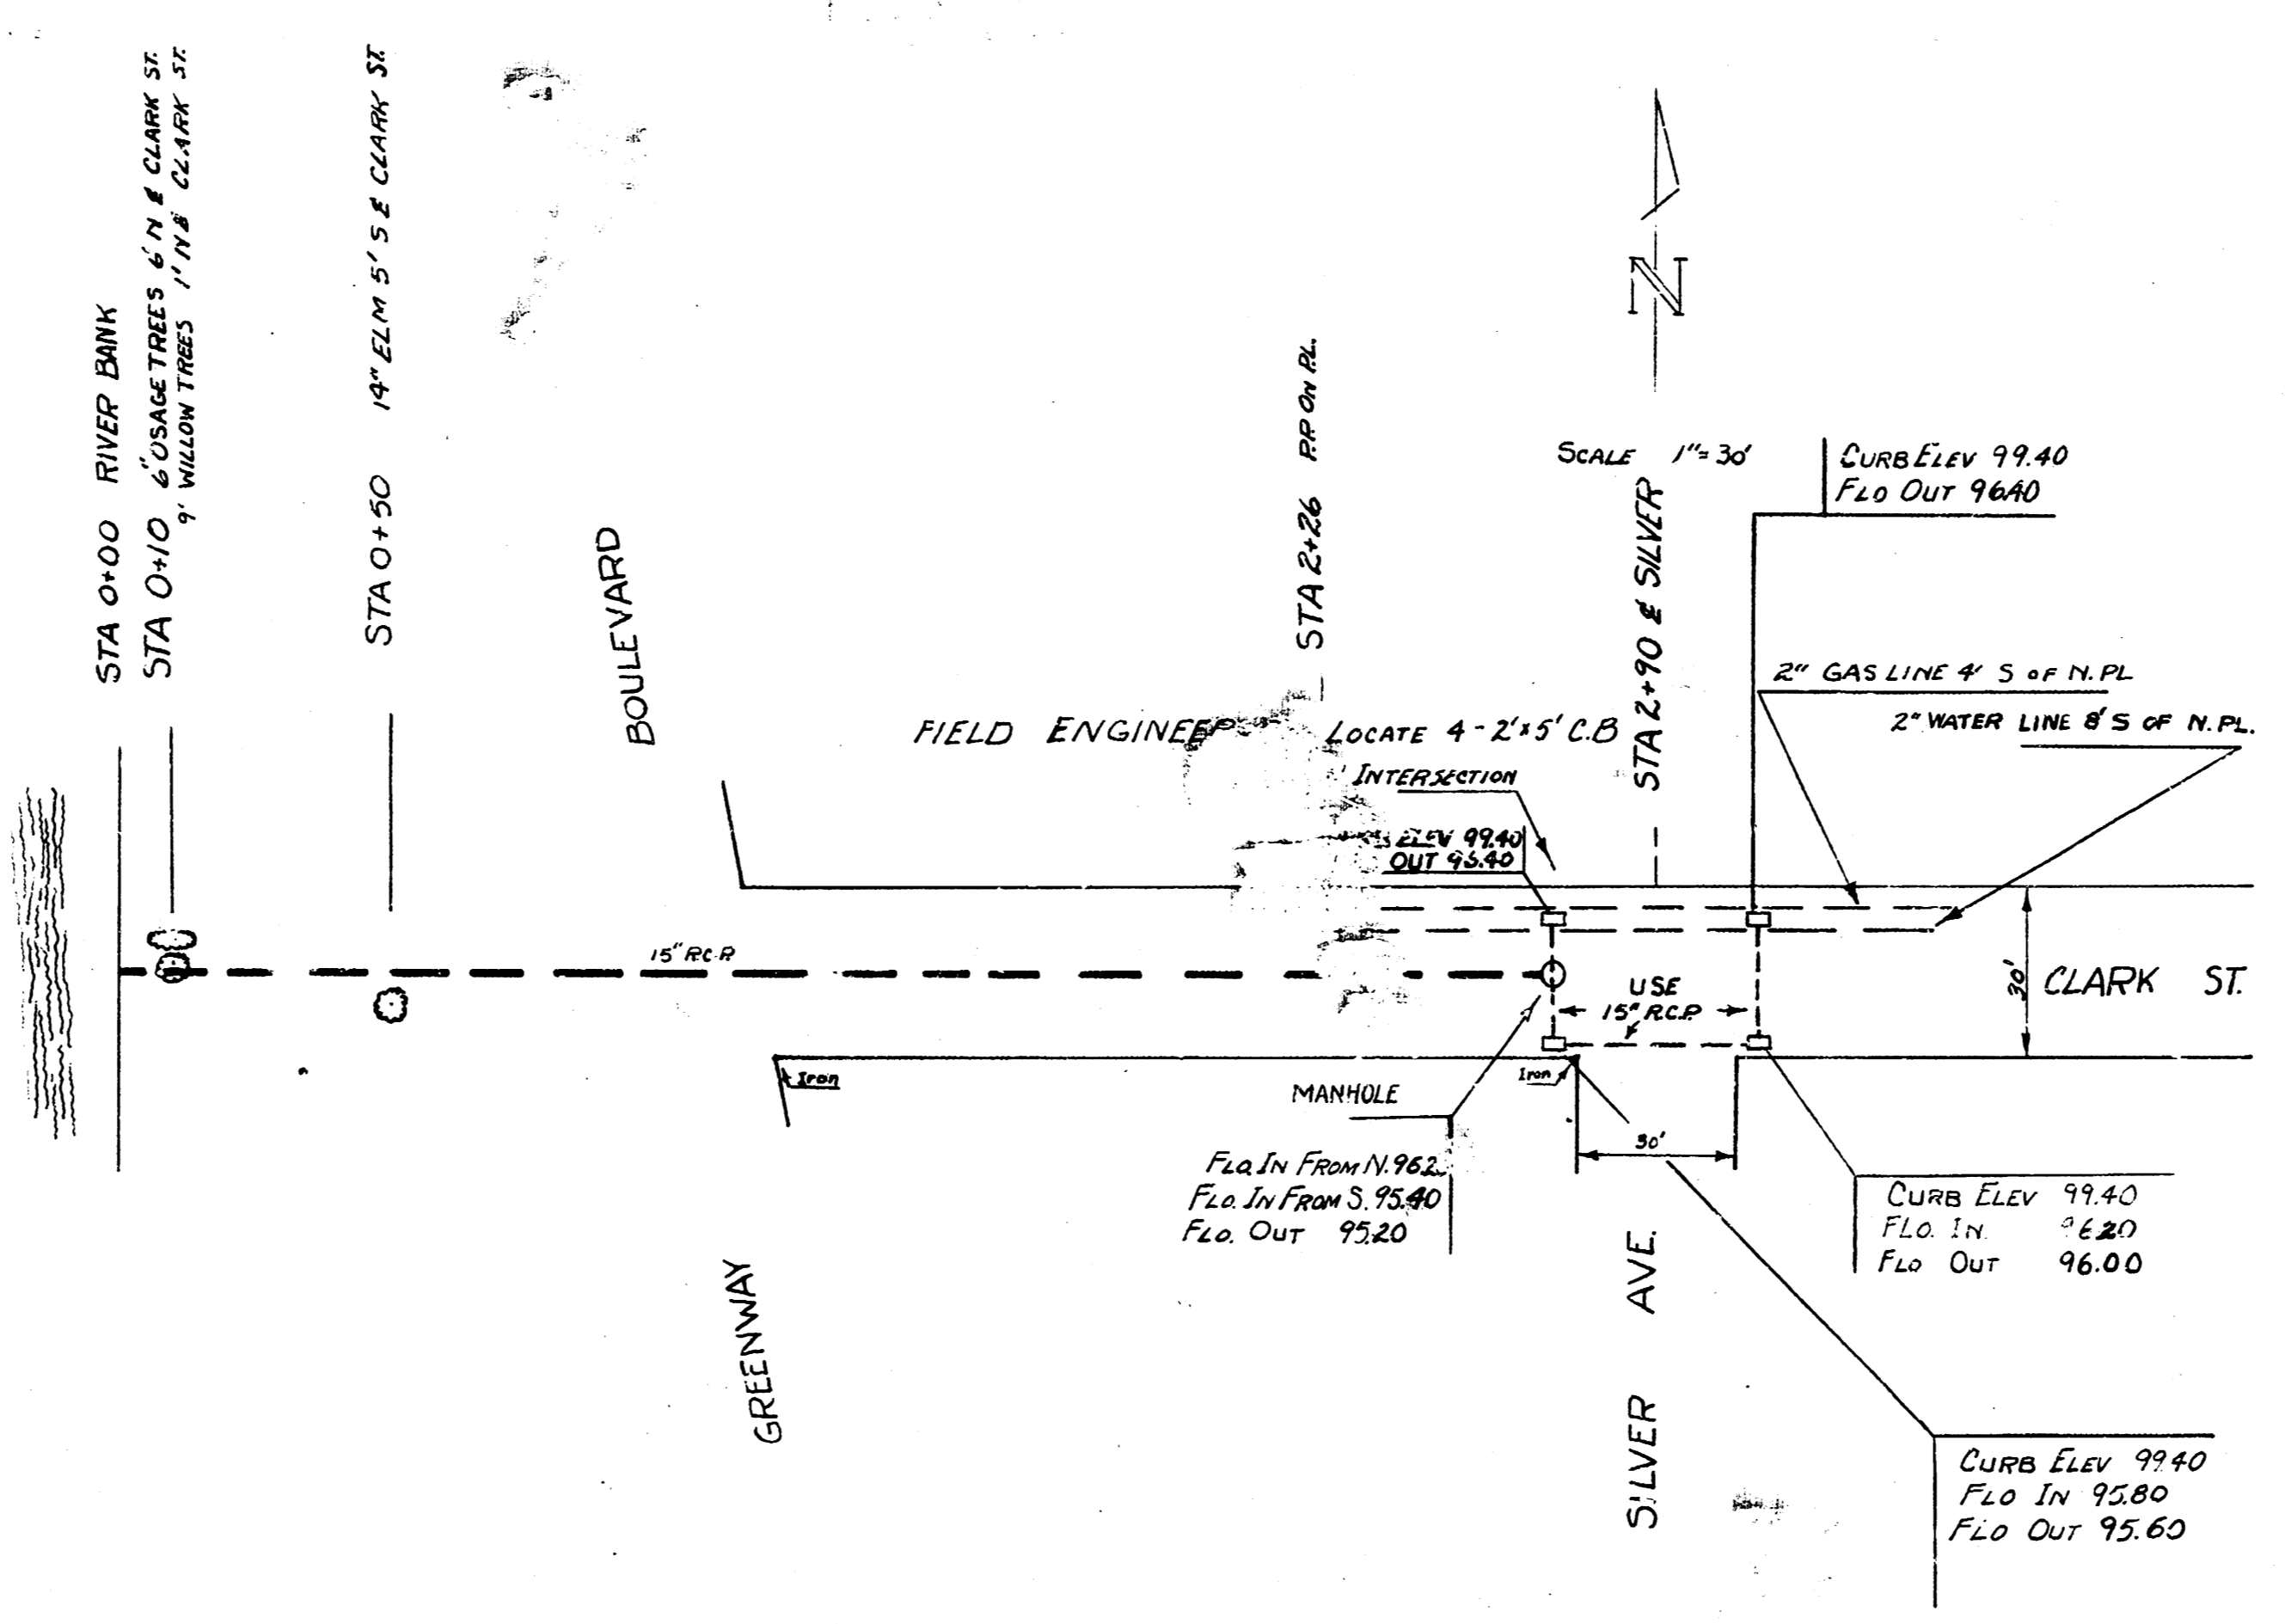 STA 0+00 RIVER BANK
STA 0+10 6" OSAGE TREES 6' N ℄ CLARK ST.
9' WILLOW TREES 1' N ℄ CLARK ST.
STA 0+50 14" ELM 5' S ℄ CLARK ST.
BOULEVARD
STA 2+26 P.P. ON P.L.
N
SCALE 1"=30'
STA 2+90 ℄ SILVER
CURB ELEV 99.40
FLO OUT 96.40
2" GAS LINE 4' S OF N. PL
2" WATER LINE 8' S OF N. PL.
FIELD ENGINEER LOCATE 4-2'x5' C.B
INTERSECTION
ELEV 99.40
OUT
15" R.C.P.
USE
15" R.C.P.
30'
CLARK ST.
Iron
Iron
MANHOLE
30'
FLO. IN FROM N.
FLO. IN FROM S. 95.40
FLO. OUT 95.20
CURB ELEV 99.40
FLO. IN 96.20
FLO OUT 96.00
GREENWAY
SILVER AVE.
CURB ELEV 99.40
FLO IN 95.80
FLO OUT 95.60